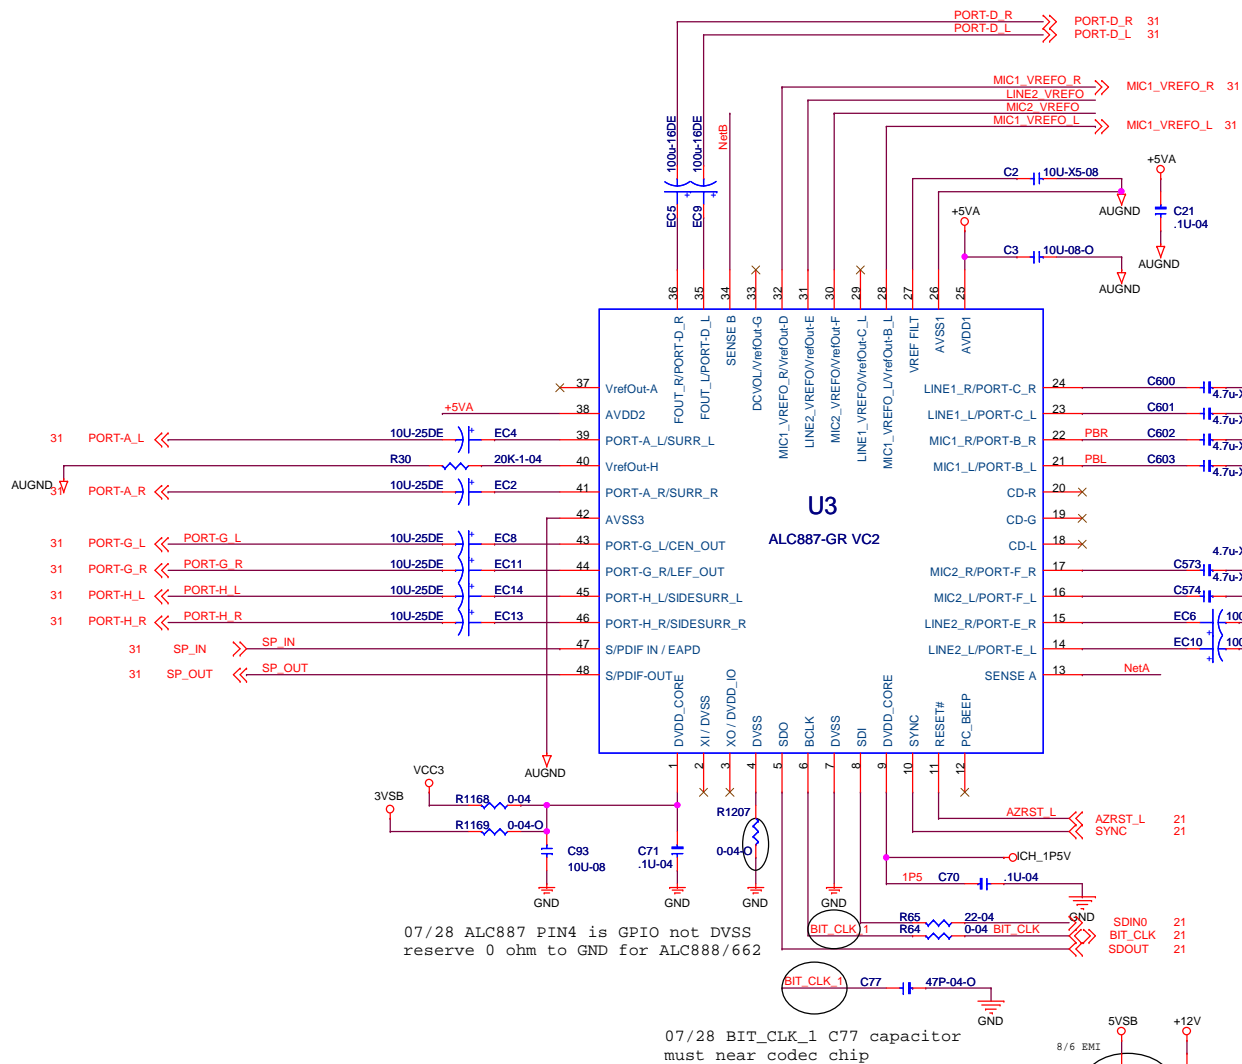 PORT-D_R PORT-D_R 31
PORT-D_L PORT-D_L 31
MIC1_VREFO_R MIC1_VREFO_R 31
LINE2_VREFO
MIC2_VREFO
MIC1_VREFO_L MIC1_VREFO_L 31
100u-16DE 100u-16DE
NetB
EC5 EC9
C2 10U-X5-08
AUGND
+5VA
C21
.1U-04
AUGND
+5VA
C3 10U-08-O
AUGND
36 35 34 33 32 31 30 29 28 27 26 25
FOUT_R/PORT-D_R
FOUT_L/PORT-D_L
SENSE B
DCVOL/VrefOut-G
MIC1_VREFO_R/VrefOut-D
LINE2_VREFO/VrefOut-E
MIC2_VREFO/VrefOut-F
LINE1_VREFO/VrefOut-C_L
MIC1_VREFO_L/VrefOut-B_L
VREF FILT
AVSS1
AVDD1
37 VrefOut-A
+5VA 38 AVDD2
31 PORT-A_L 10U-25DE EC4 39 PORT-A_L/SURR_L
R30 20K-1-04 40 VrefOut-H
AUGND
31 PORT-A_R 10U-25DE EC2 41 PORT-A_R/SURR_R
42 AVSS3
31 PORT-G_L PORT-G_L 10U-25DE EC8 43 PORT-G_L/CEN_OUT
31 PORT-G_R PORT-G_R 10U-25DE EC11 44 PORT-G_R/LEF_OUT
31 PORT-H_L PORT-H_L 10U-25DE EC14 45 PORT-H_L/SIDESURR_L
31 PORT-H_R PORT-H_R 10U-25DE EC13 46 PORT-H_R/SIDESURR_R
31 SP_IN SP_IN 47 S/PDIF IN / EAPD
31 SP_OUT SP_OUT 48 S/PDIF-OUT
AUGND
U3
ALC887-GR VC2
LINE1_R/PORT-C_R 24 C600
4.7u-X
LINE1_L/PORT-C_L 23 C601
4.7u-X
MIC1_R/PORT-B_R 22 PBR C602
4.7u-X
MIC1_L/PORT-B_L 21 PBL C603
4.7u-X
CD-R 20
CD-G 19
CD-L 18
4.7u-X
MIC2_R/PORT-F_R 17 C573
4.7u-X
MIC2_L/PORT-F_L 16 C574
LINE2_R/PORT-E_R 15 EC6 100
LINE2_L/PORT-E_L 14 EC10 100
SENSE A 13 NetA
DVDD_CORE
XI / DVSS
XO / DVDD_IO
DVSS
SDO
BCLK
DVSS
SDI
DVDD_CORE
SYNC
RESET#
PC_BEEP
1 2 3 4 5 6 7 8 9 10 11 12
VCC3
3VSB
R1168 0-04
R1169 0-04-O
C93
10U-08
GND
C71
.1U-04
GND
R1207
0-04-O
GND
GND
AZRST_L AZRST_L 21
SYNC 21
ICH_1P5V
1P5 C70 .1U-04
GND
R65 22-04 SDIN0 21
BIT_CLK_1 R64 0-04 BIT_CLK BIT_CLK 21
SDOUT 21
07/28 ALC887 PIN4 is GPIO not DVSS
reserve 0 ohm to GND for ALC888/662
BIT_CLK_1 C77 47P-04-O
GND
07/28 BIT_CLK_1 C77 capacitor
must near codec chip
5VSB +12V
8/6 EMI